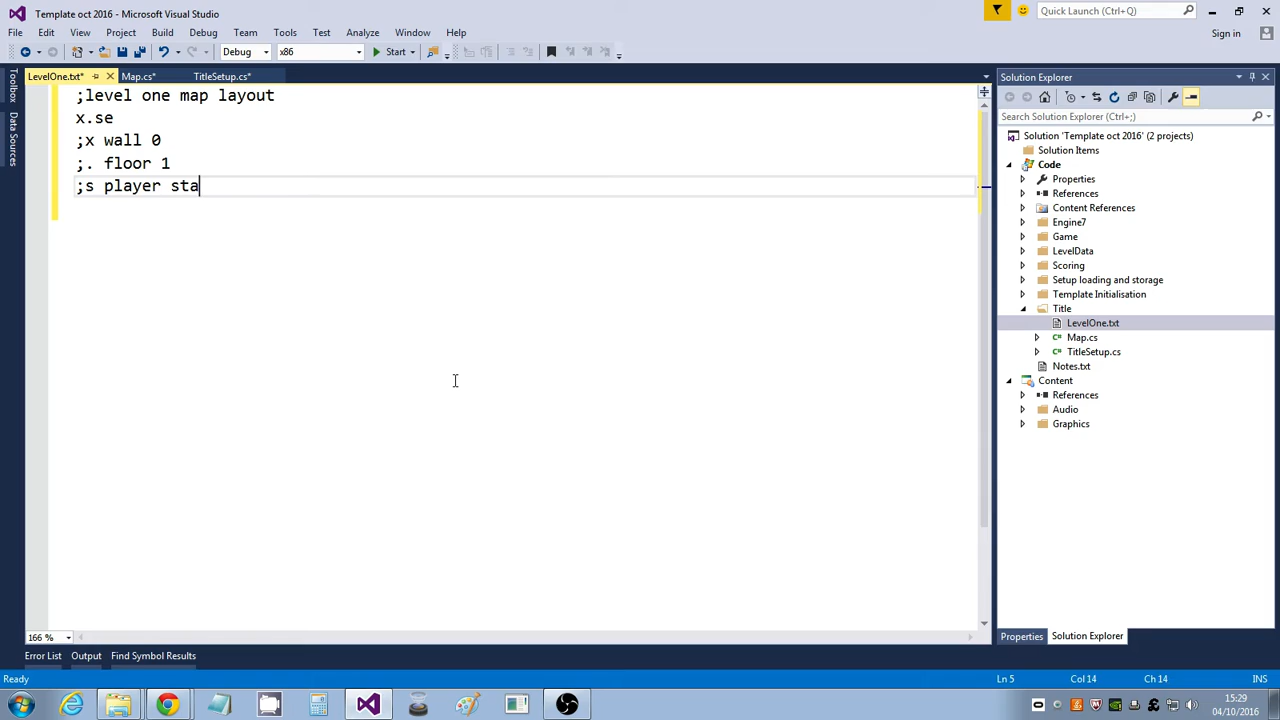 Template oct 2016 - Microsoft Visual Studio
Quick Launch (Ctrl+Q)
File Edit View Project Build Debug Team Tools Test Analyze Window Help
Sign in
Debug x86 Start
Toolbox
Data Sources
LevelOne.txt* Map.cs* TitleSetup.cs*
;level one map layout
x.se
;x wall 0
;. floor 1
;s player sta
166 %
Solution Explorer
Search Solution Explorer (Ctrl+;)
Solution 'Template oct 2016' (2 projects)
Solution Items
Code
Properties
References
Content References
Engine7
Game
LevelData
Scoring
Setup loading and storage
Template Initialisation
Title
LevelOne.txt
Map.cs
TitleSetup.cs
Notes.txt
Content
References
Audio
Graphics
Properties Solution Explorer
Error List Output Find Symbol Results
Ready Ln 5 Col 14 Ch 14 INS
15:29
04/10/2016